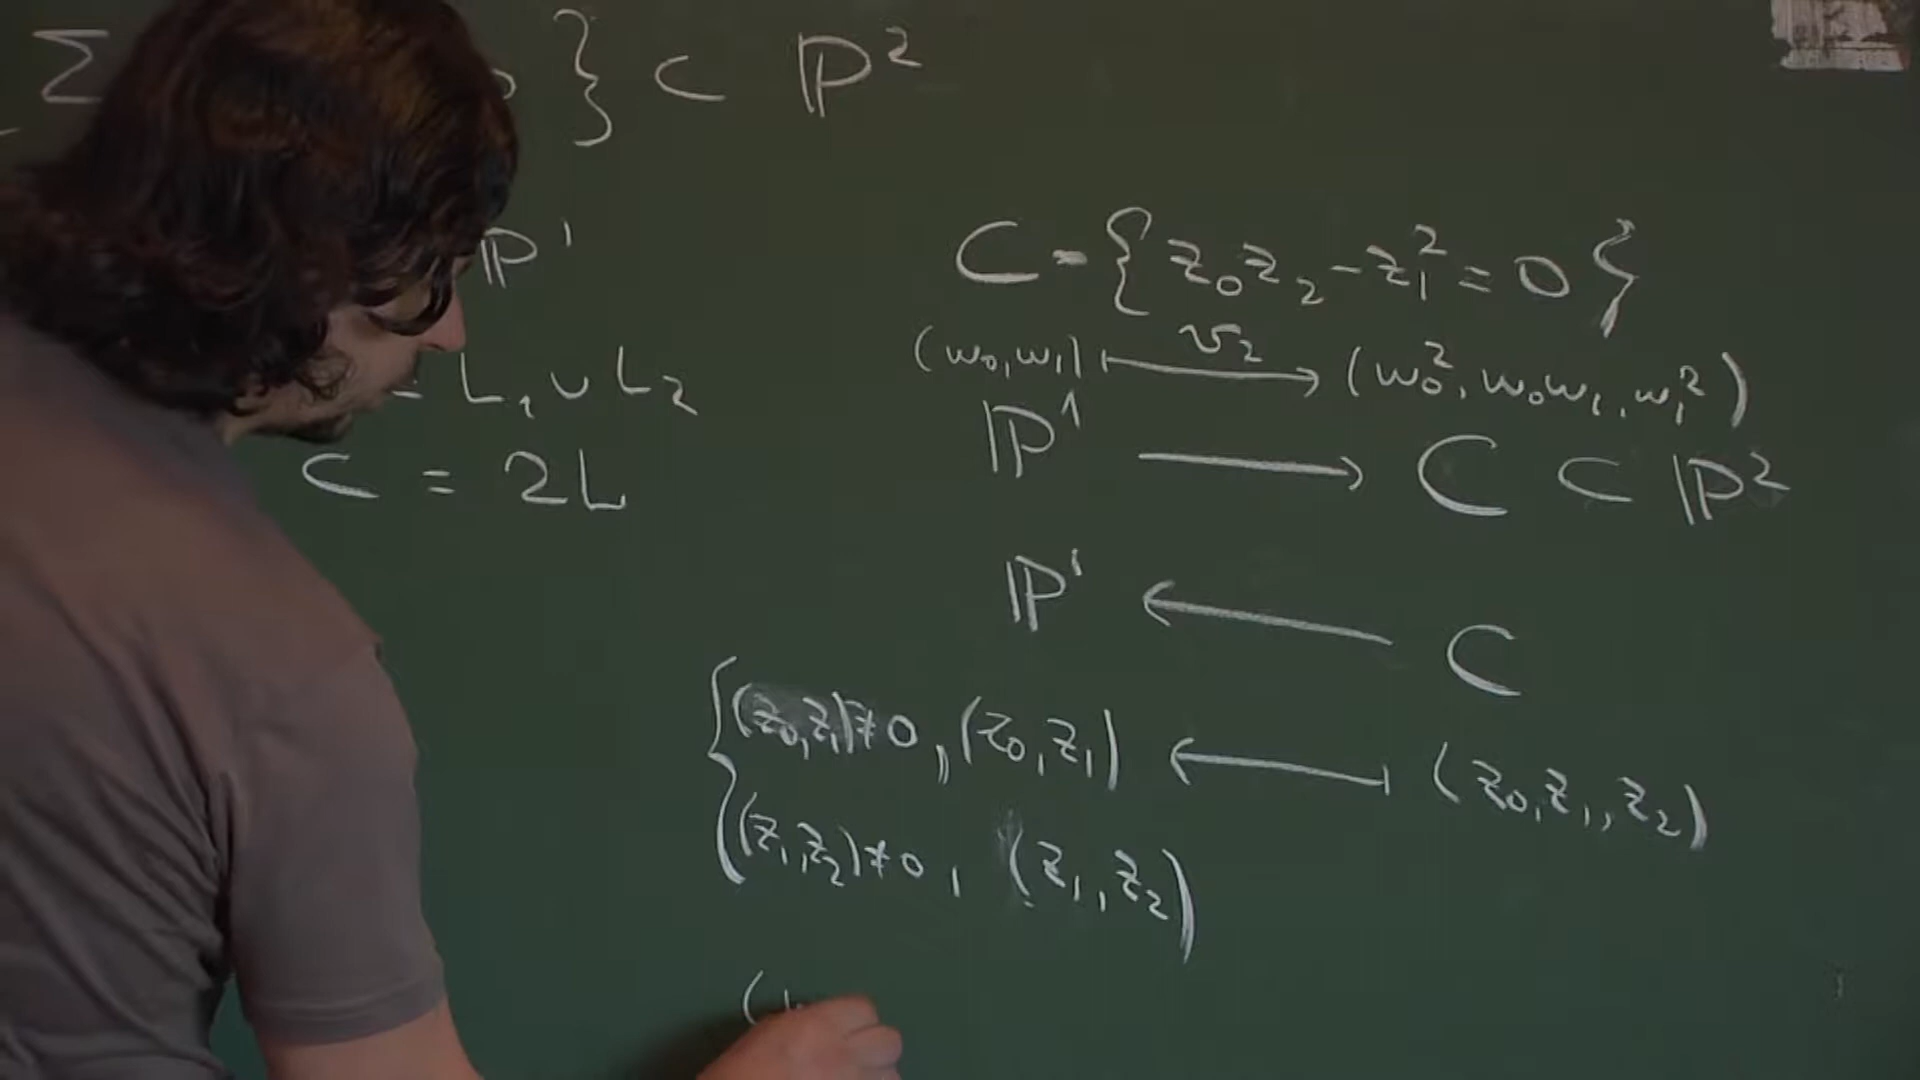 Σ } ⊂ ℙ²
ℙ¹
= L₁ ∪ L₂
C = 2L
C = { z₀z₂ - z₁² = 0 }
(w₀, w₁) ⟼ v₂ (w₀², w₀w₁, w₁²)
ℙ¹ ⟶ C ⊂ ℙ²
ℙ¹ ⟵ C
{ (z₀, z₁) ≠ 0, (z₀, z₁) ⟻ (z₀, z₁, z₂)
(z₁, z₂) ≠ 0, (z₁, z₂)
(